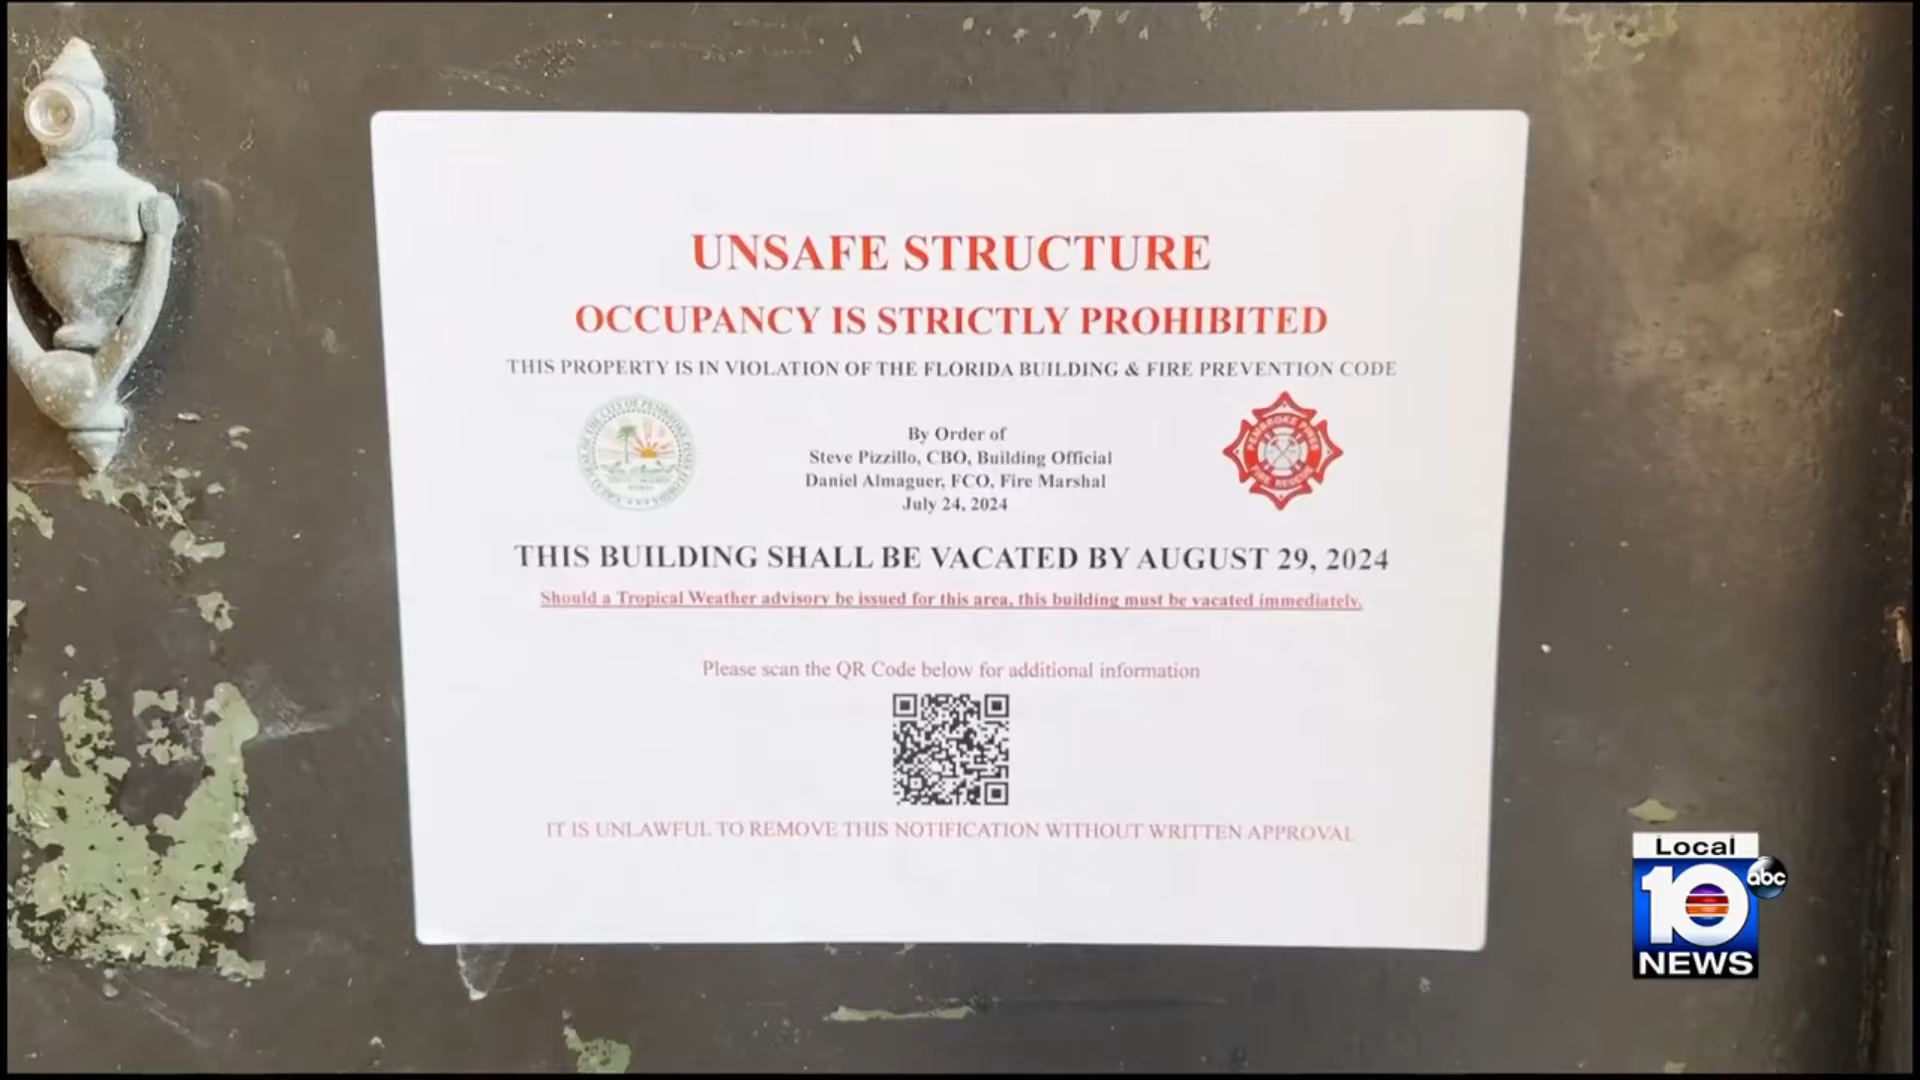 UNSAFE STRUCTURE
OCCUPANCY IS STRICTLY PROHIBITED
THIS PROPERTY IS IN VIOLATION OF THE FLORIDA BUILDING & FIRE PREVENTION CODE
By Order of
Steve Pizzillo, CBO, Building Official
Daniel Almaguer, FCO, Fire Marshal
July 24, 2024
PEMBROKE PINES
FIRE RESCUE
THIS BUILDING SHALL BE VACATED BY AUGUST 29, 2024
Should a Tropical Weather advisory be issued for this area, this building must be vacated immediately.
Please scan the QR Code below for additional information
IT IS UNLAWFUL TO REMOVE THIS NOTIFICATION WITHOUT WRITTEN APPROVAL
Local
10
abc
NEWS